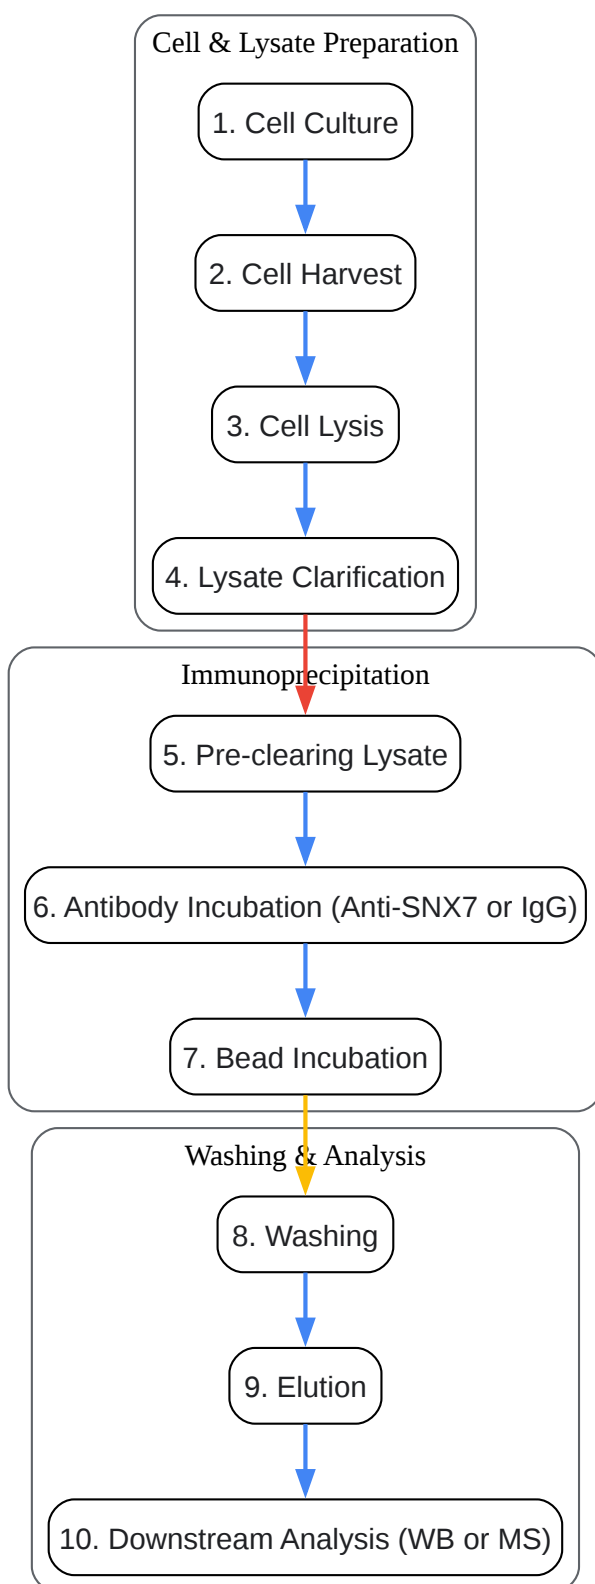 Cell & Lysate Preparation
1. Cell Culture
2. Cell Harvest
3. Cell Lysis
4. Lysate Clarification
Immunoprecipitation
5. Pre-clearing Lysate
6. Antibody Incubation (Anti-SNX7 or IgG)
7. Bead Incubation
Washing & Analysis
8. Washing
9. Elution
10. Downstream Analysis (WB or MS)